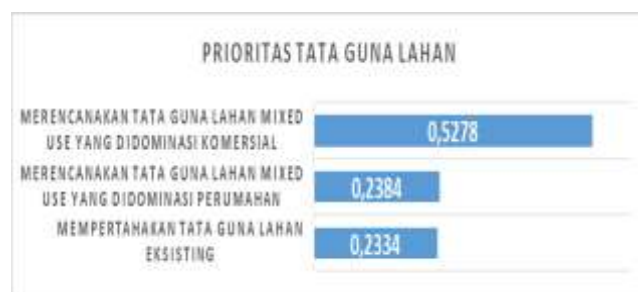 PRIORITAS TATA GUNA LAHAN
MERENCANAKAN TATA GUNA LAHAN MIXED
USE YANG DIDOMINASI KOMERSIAL
0,5278
MERENCANAKAN TATA GUNA LAHAN MIXED
USE YANG DIDOMINASI PERUMAHAN
0,2384
MEMPERTAHAKAN TATA GUNA LAHAN
EKSISTING
0,2334